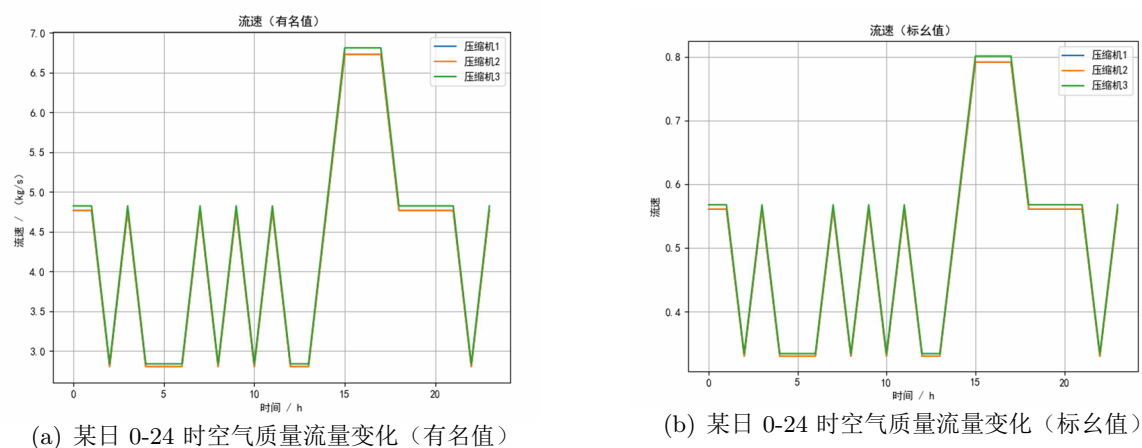 流速（有名值）
7.0
6.5
6.0
5.5
5.0
4.5
4.0
3.5
3.0
流速 / (kg/s)
压缩机1
压缩机2
压缩机3
0 5 10 15 20
时间 / h
(a) 某日 0-24 时空气质量流量变化（有名值）
流速（标幺值）
0.8
0.7
0.6
0.5
0.4
流速
压缩机1
压缩机2
压缩机3
0 5 10 15 20
时间 / h
(b) 某日 0-24 时空气质量流量变化（标幺值）